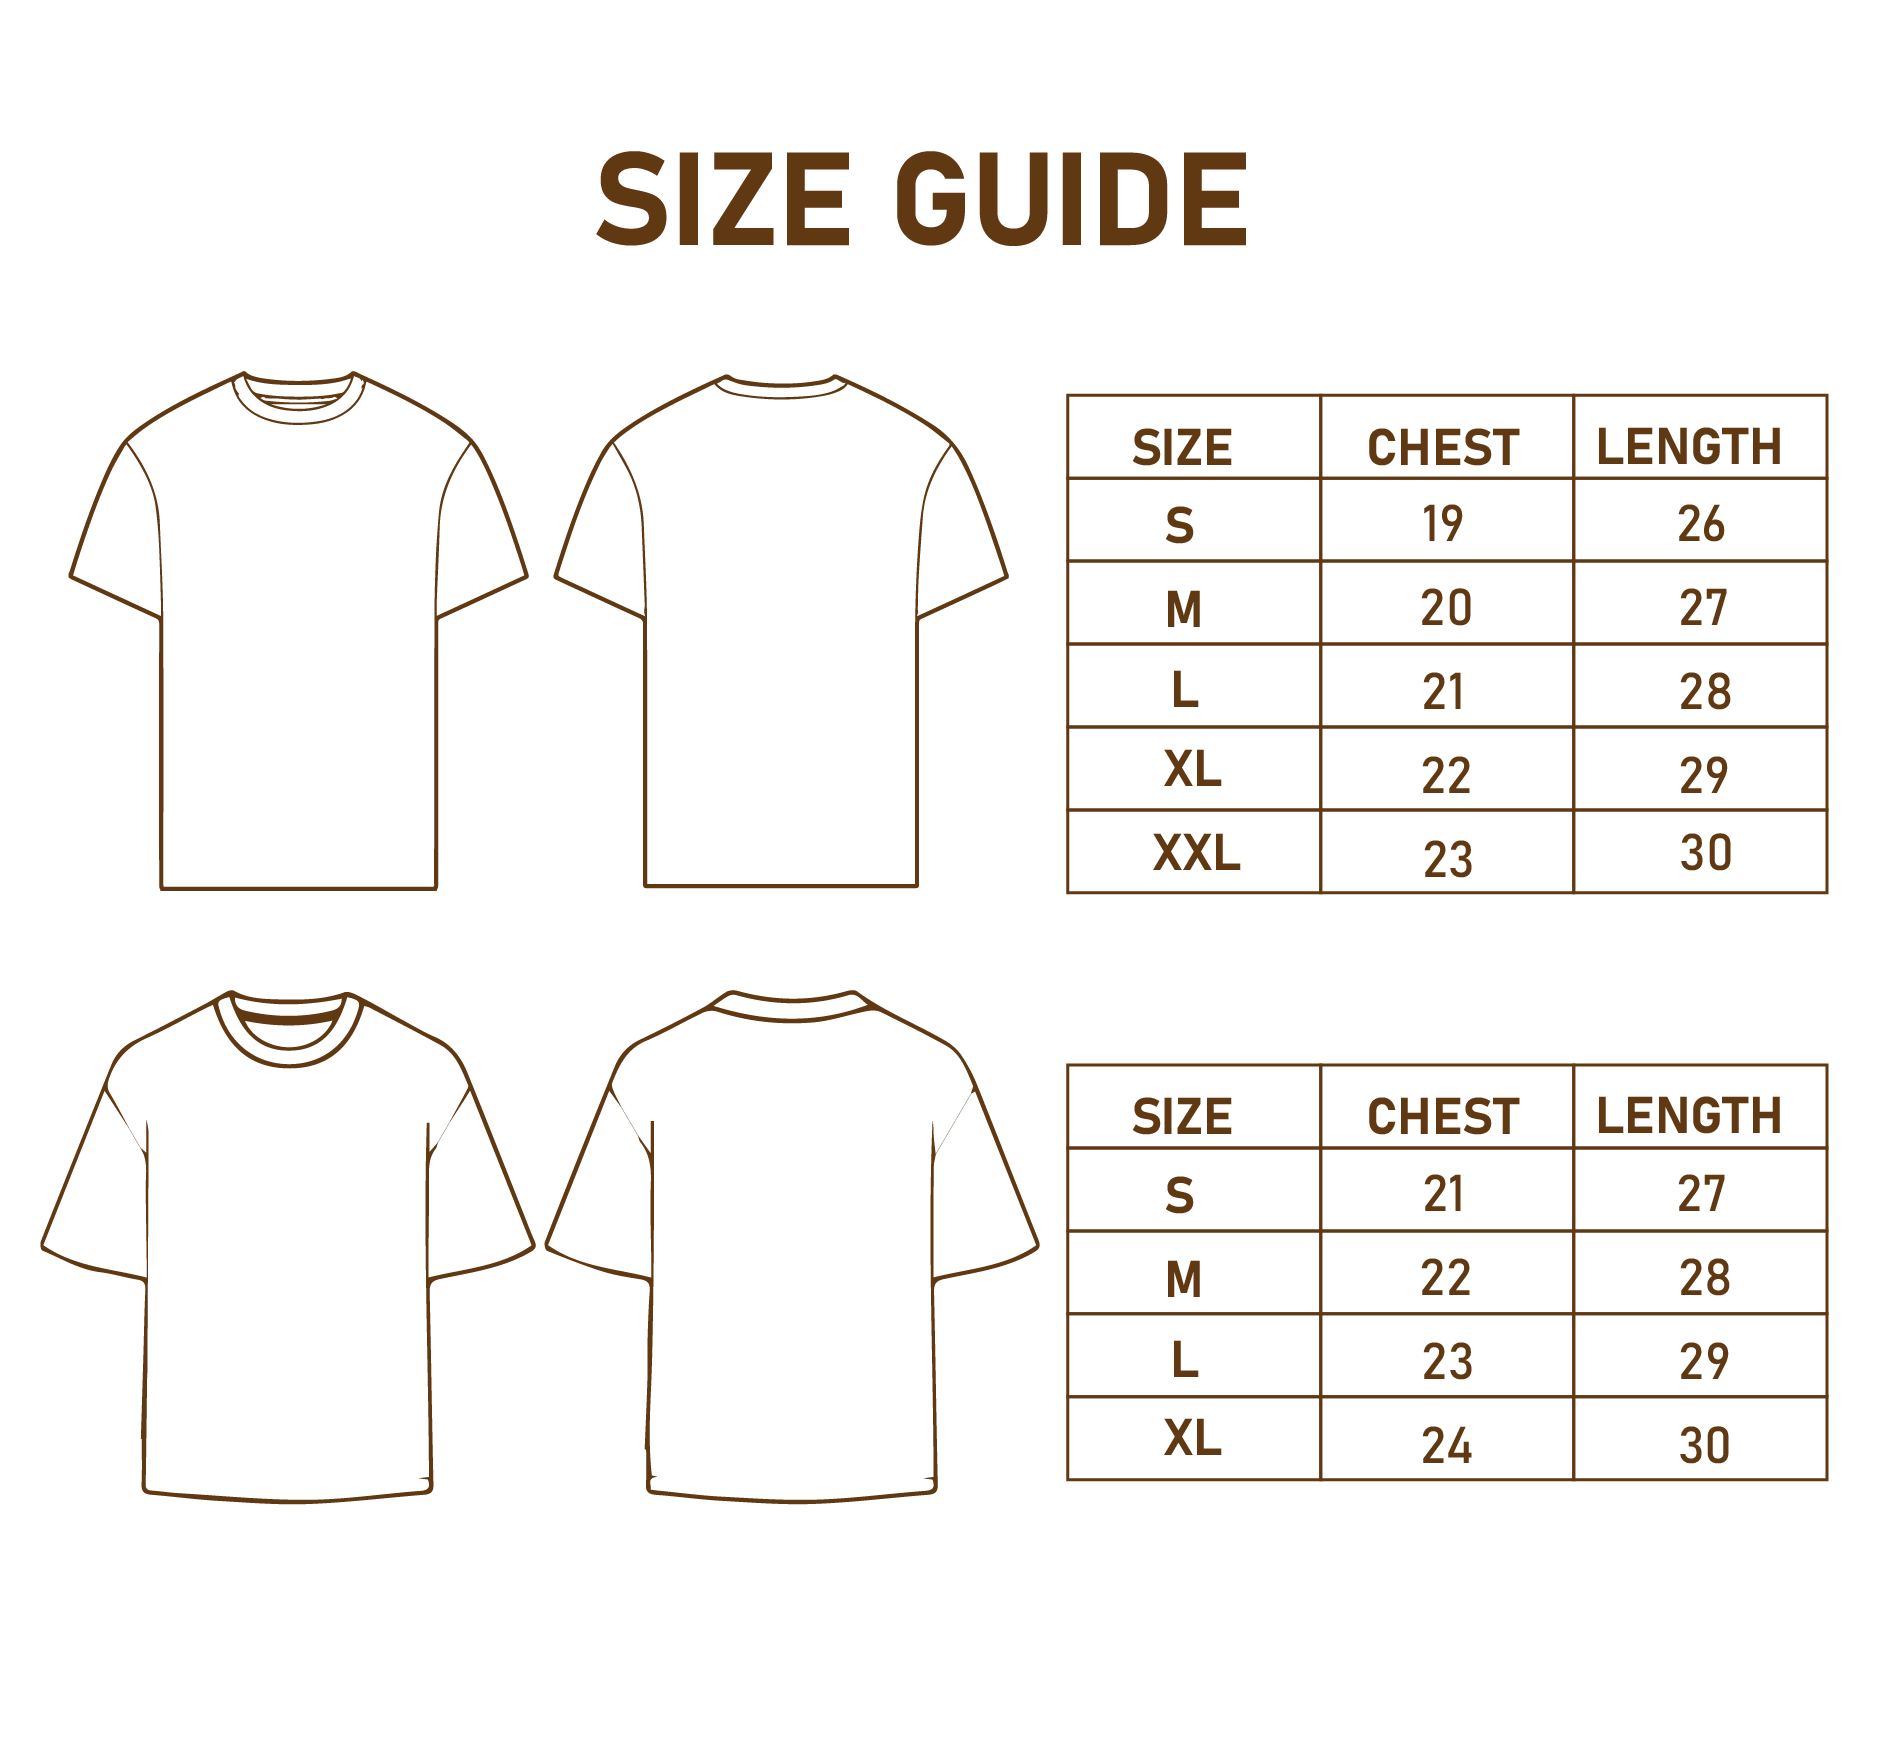 SIZE GUIDE
SIZE CHEST LENGTH
S 19 26
M 20 27
L 21 28
XL 22 29
XXL 23 30
SIZE CHEST LENGTH
S 21 27
M 22 28
L 23 29
XL 24 30